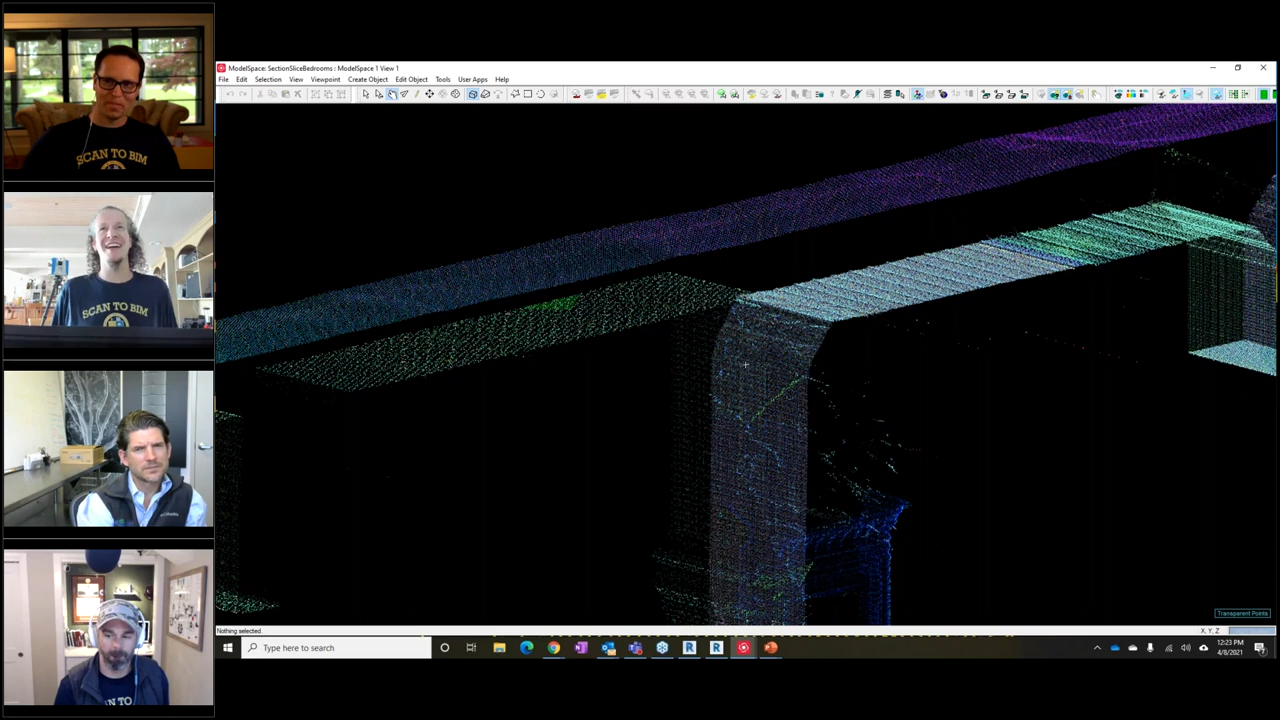 ModelSpace: SectionSliceBedrooms : ModelSpace 1 View 1
File Edit Selection View Viewpoint Create Object Edit Object Tools User Apps Help
SCAN TO BIM
SCAN TO BIM
SCAN TO
Transparent Points
Nothing selected.
X, Y, Z
Type here to search
12:23 PM
4/8/2021